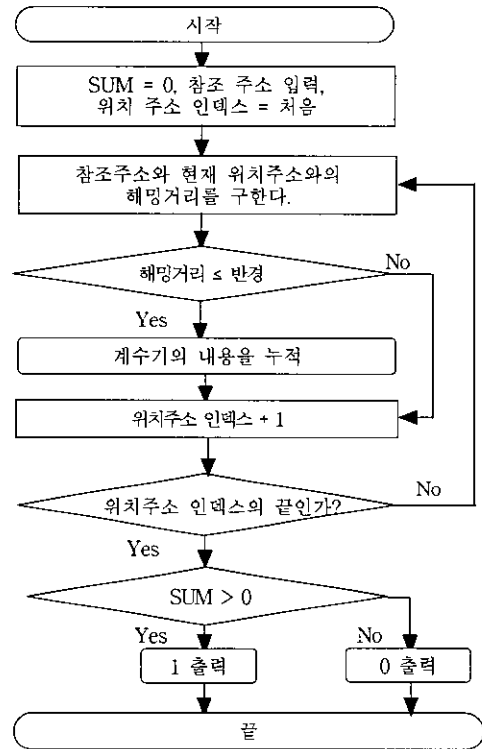 시작
SUM = 0, 참조 주소 입력,
위치 주소 인덱스 = 처음
참조주소와 현재 위치주소와의
해밍거리를 구한다.
해밍거리 ≤ 반경
No
Yes
계수기의 내용을 누적
위치주소 인덱스 + 1
위치주소 인덱스의 끝인가?
No
Yes
SUM > 0
Yes
No
1 출력
0 출력
끝